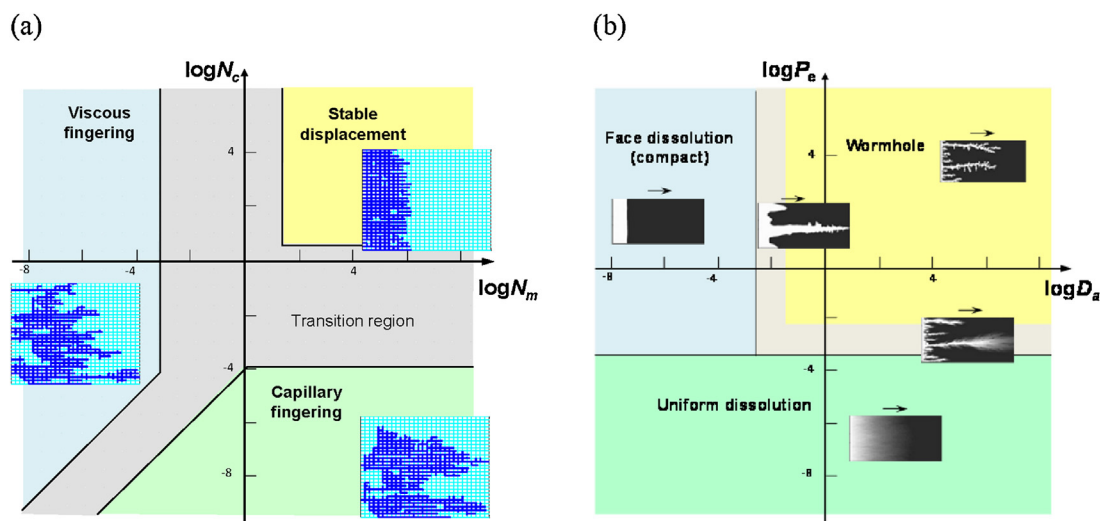 (a)
(b)
logNc
Viscous
fingering
Stable
displacement
4
-8
-4
4
logNm
Transition region
-4
Capillary
fingering
-8
logPe
Face dissolution
(compact)
Wormhole
4
-8
-4
4
logDa
-4
Uniform dissolution
-8